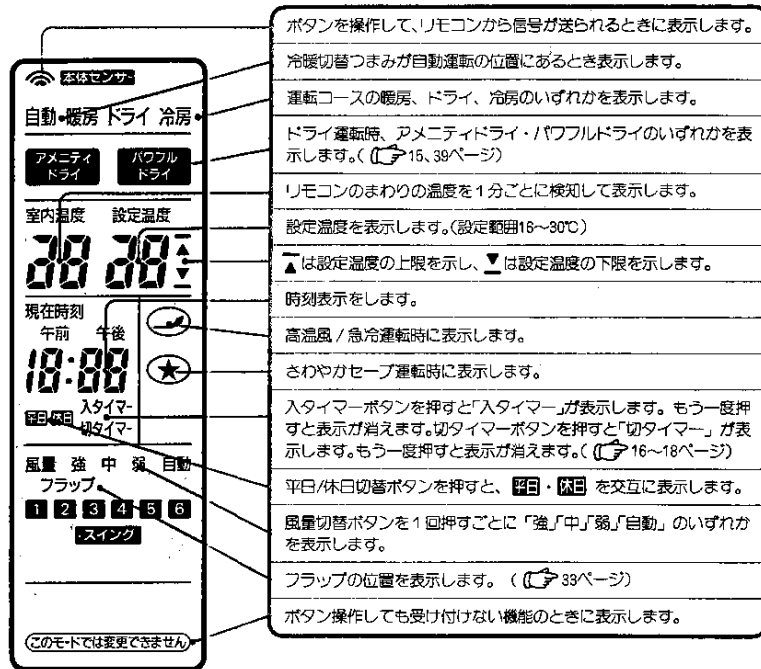 本体センサー
自動 暖房 ドライ 冷房
アメニティ
ドライ
パワフル
ドライ
室内温度 設定温度
現在時刻
午前 午後
18:88
入タイマー
平日 休日
切タイマー
風量 強 中 弱 自動
フラップ
1 2 3 4 5 6
スイング
このモードでは変更できません
ボタンを操作して、リモコンから信号が送られるときに表示します。
冷暖切替つまみが自動運転の位置にあるとき表示します。
運転コースの暖房、ドライ、冷房のいずれかを表示します。
ドライ運転時、アメニティドライ・パワフルドライのいずれかを表
示します。(15、39ページ)
リモコンのまわりの温度を1分ごとに検知して表示します。
設定温度を表示します。(設定範囲16〜30℃)
は設定温度の上限を示し、は設定温度の下限を示します。
時刻表示をします。
高温風/急冷運転時に表示します。
さわやかセーブ運転時に表示します。
入タイマーボタンを押すと「入タイマー」が表示します。もう一度押
すと表示が消えます。切タイマーボタンを押すと「切タイマー」が表
示します。もう一度押すと表示が消えます。(16〜18ページ)
平日/休日切替ボタンを押すと、平日・休日を交互に表示します。
風量切替ボタンを1回押すごとに「強」「中」「弱」「自動」のいずれか
を表示します。
フラップの位置を表示します。(33ページ)
ボタン操作しても受け付けない機能のときに表示します。